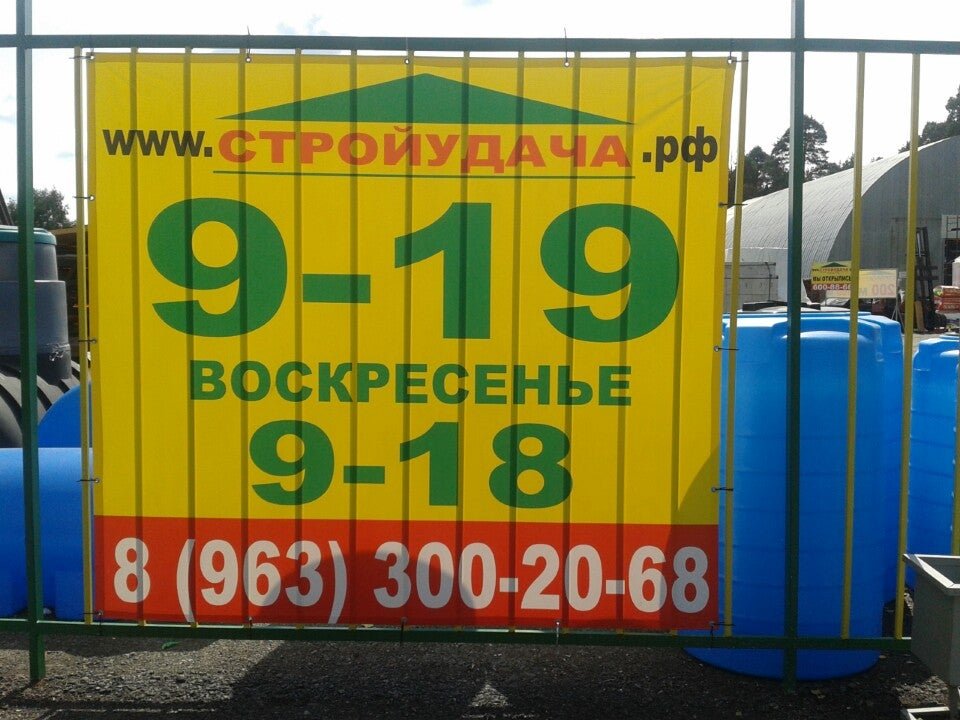 www.СТРОЙУДАЧА.рф
9-19
ВОСКРЕСЕНЬЕ
9-18
8 (963) 300-20-68